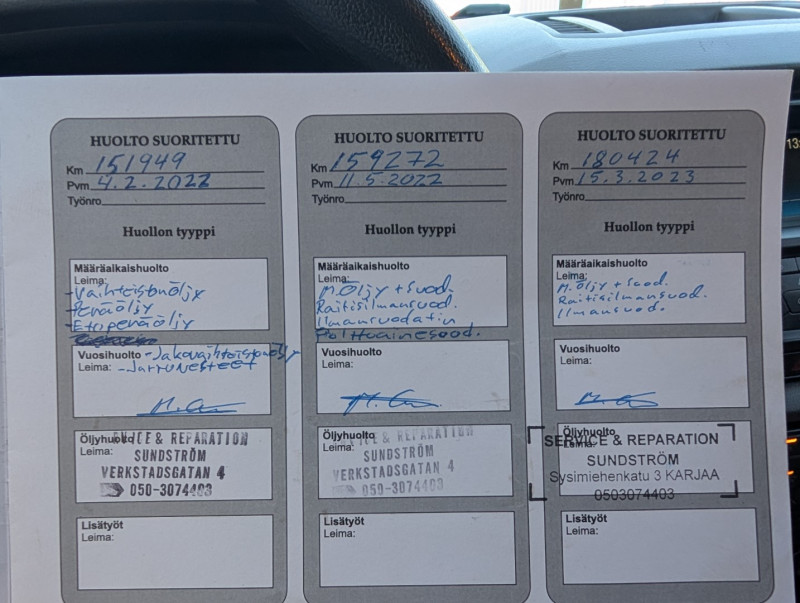 HUOLTO SUORITETTU
Km 151949
Pvm 4.2.2022
Työnro
Huollon tyyppi
Määräaikaishuolto
Leima:
-Vaihteistoöljy
-Peräöljy
-Etuperäöljy
Vuosihuolto -Jakovaihteistoöljy
Leima: -Jarrunesteet
Öljyhuolto
Leima:
VICE & REPARATION
SUNDSTRÖM
VERKSTADSGATAN 4
050-3074403
Lisätyöt
Leima:
HUOLTO SUORITETTU
Km 159272
Pvm 11.5.2022
Työnro
Huollon tyyppi
Määräaikaishuolto
Leima:
M.Öljy + suod.
Raitisilmansuod.
Ilmansuodatin
Polttoainesuod.
Vuosihuolto
Leima:
Öljyhuolto
Leima:
VICE & REPARATION
SUNDSTRÖM
VERKSTADSGATAN 4
050-3074403
Lisätyöt
Leima:
HUOLTO SUORITETTU
Km 180424
Pvm 15.3.2023
Työnro
Huollon tyyppi
Määräaikaishuolto
Leima:
M.Öljy + suod.
Raitisilmansuod.
Ilmansuod.
Vuosihuolto
Leima:
Öljyhuolto
Leima:
SERVICE & REPARATION
SUNDSTRÖM
Sysimiehenkatu 3 KARJAA
0503074403
Lisätyöt
Leima:
13: